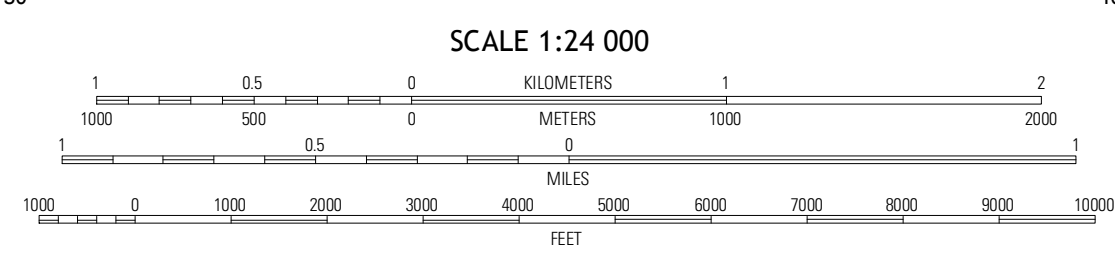 SCALE 1:24 000
1 0.5 0 KILOMETERS 1 2
1000 500 0 METERS 1000 2000
1 0.5 0 1
MILES
1000 0 1000 2000 3000 4000 5000 6000 7000 8000 9000 10000
FEET